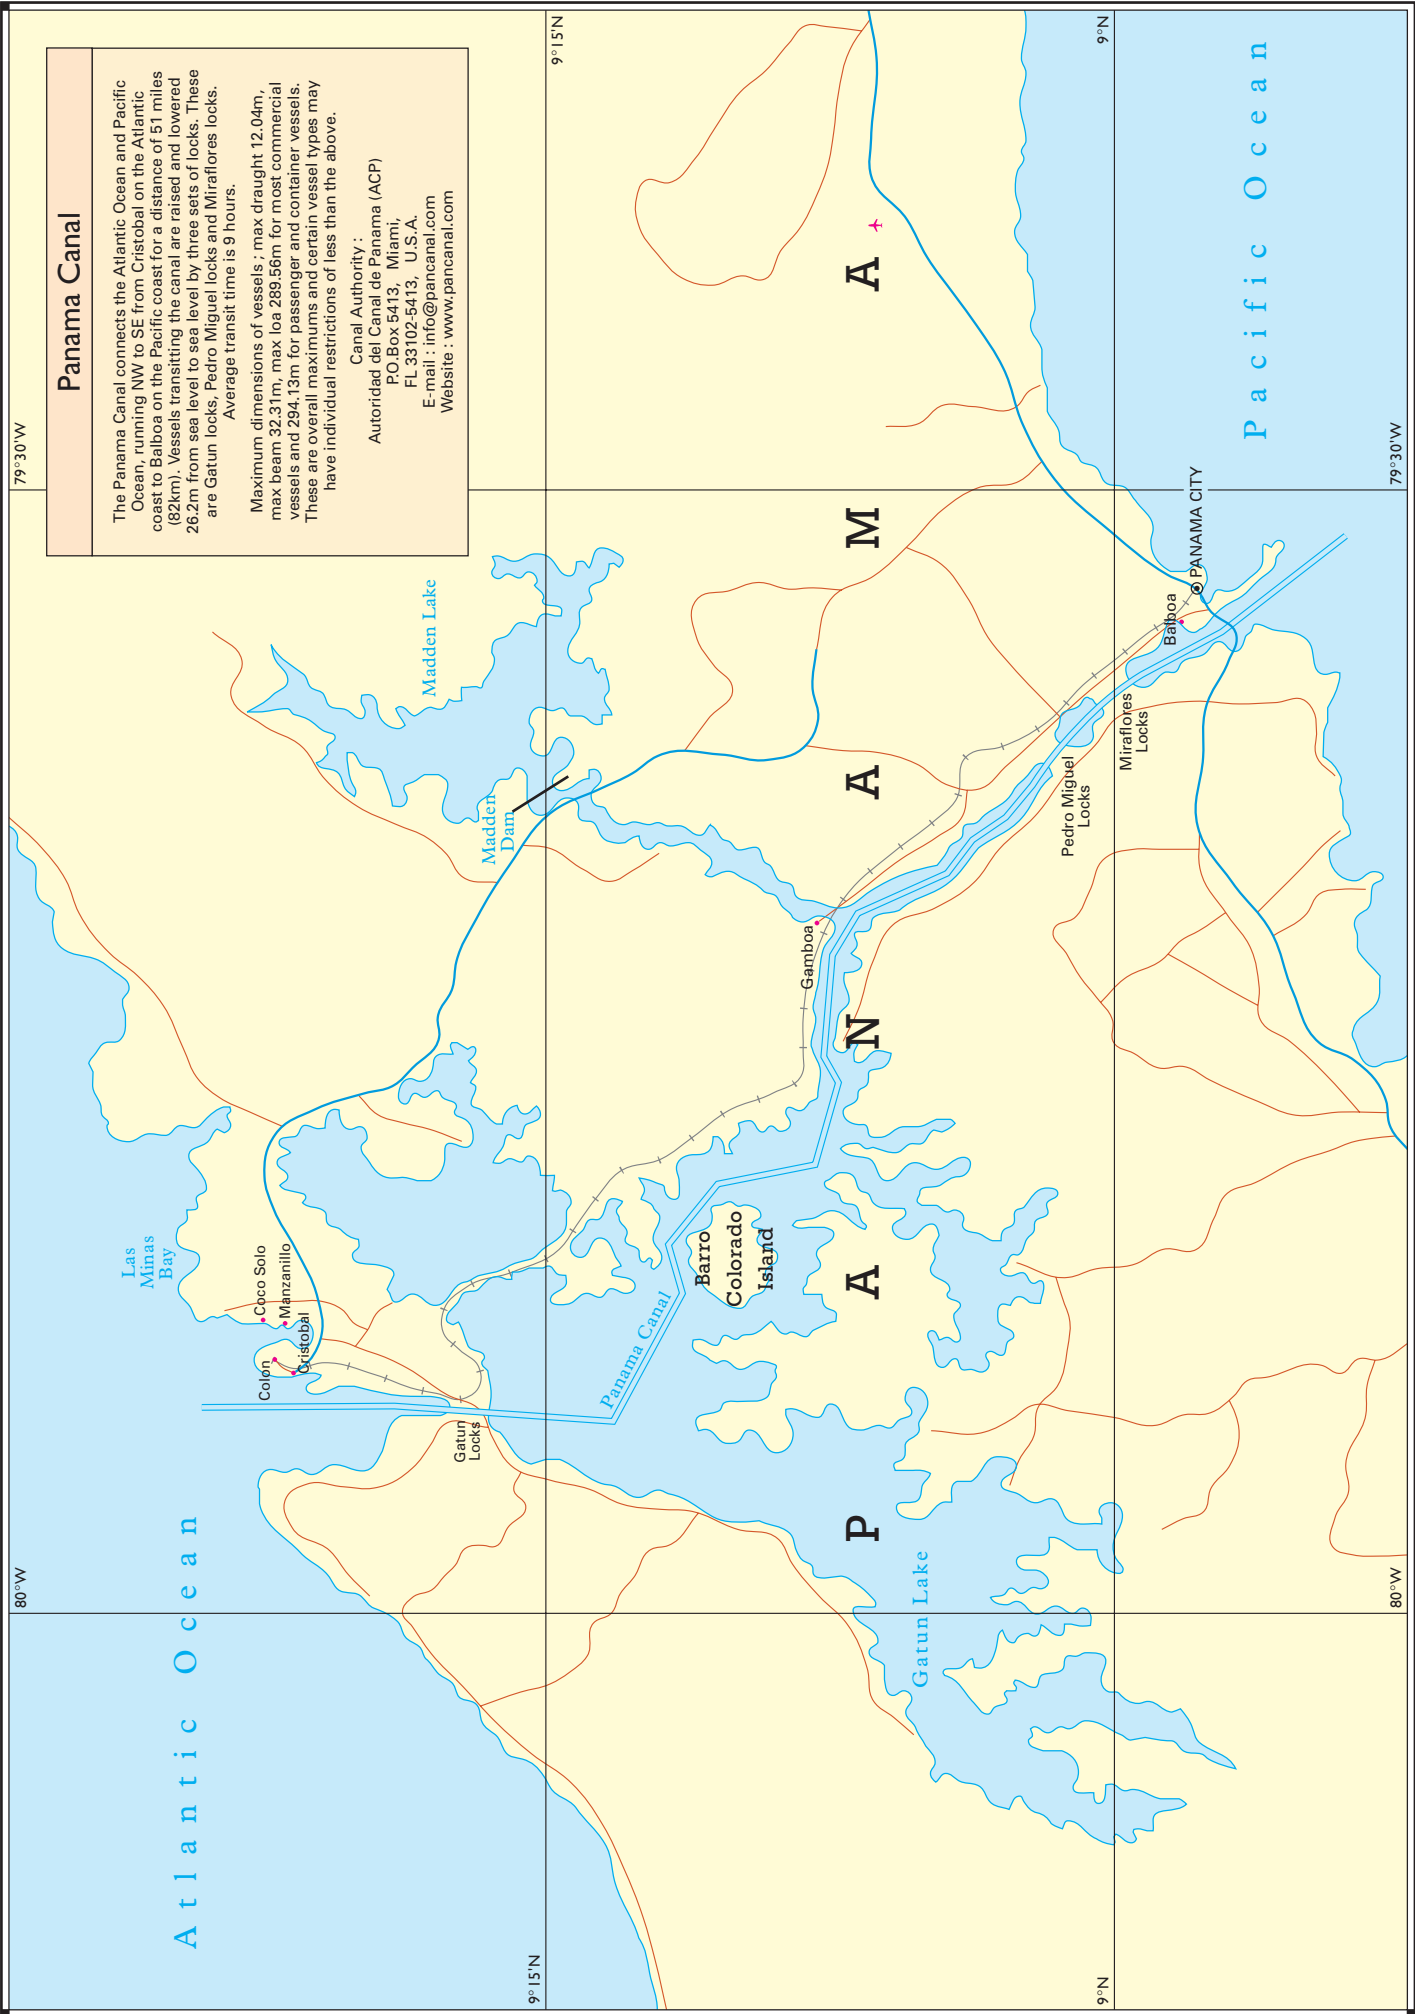 Panama Canal
The Panama Canal connects the Atlantic Ocean and Pacific
Ocean, running NW to SE from Cristobal on the Atlantic
coast to Balboa on the Pacific coast for a distance of 51 miles
(82km). Vessels transitting the canal are raised and lowered
26.2m from sea level to sea level by three sets of locks. These
are Gatun locks, Pedro Miguel locks and Miraflores locks.
Average transit time is 9 hours.
Maximum dimensions of vessels ; max draught 12.04m,
max beam 32.31m, max loa 289.56m for most commercial
vessels and 294.13m for passenger and container vessels.
These are overall maximums and certain vessel types may
have individual restrictions of less than the above.
Canal Authority :
Autoridad del Canal de Panama (ACP)
P.O.Box 5413, Miami,
FL 33102-5413, U.S.A.
E-mail : info@pancanal.com
Website : www.pancanal.com
80°W
79°30'W
Atlantic Ocean
Las
Minas
Bay
Coco Solo
Manzanillo
Colon
Cristobal
Gatun
Locks
Madden Lake
Madden
Dam
9°15'N
9°15'N
Panama Canal
Barro
Colorado
Island
Gamboa
PANAMA
Gatun Lake
Pedro Miguel
Locks
Miraflores
Locks
Balboa
PANAMA CITY
9°N
9°N
Pacific Ocean
80°W
79°30'W